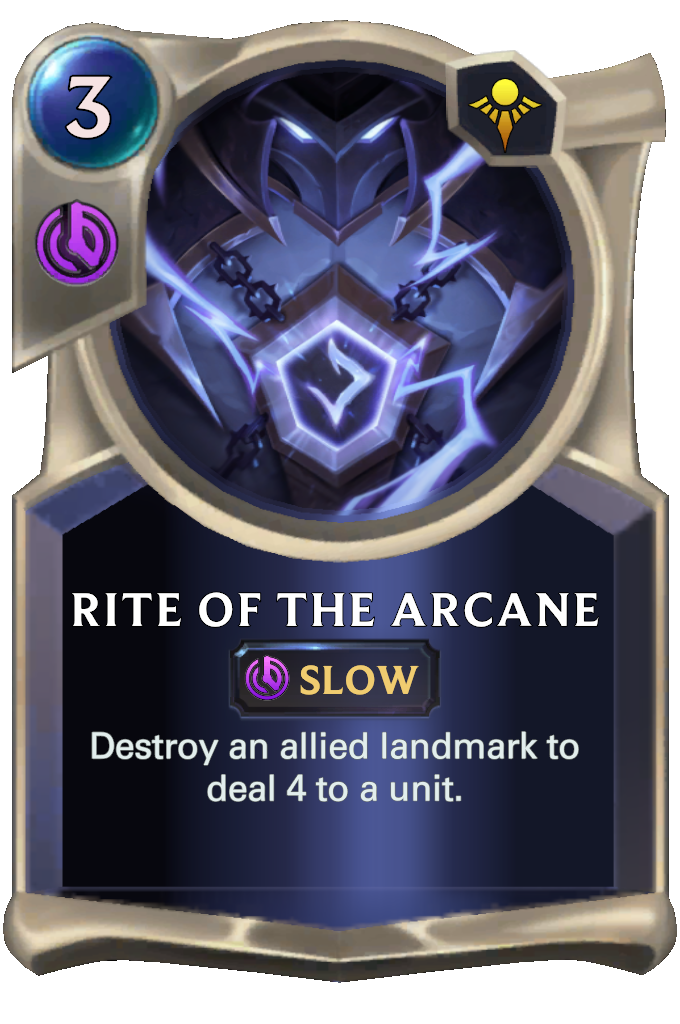 3
RITE OF THE ARCANE
SLOW
Destroy an allied landmark to
deal 4 to a unit.